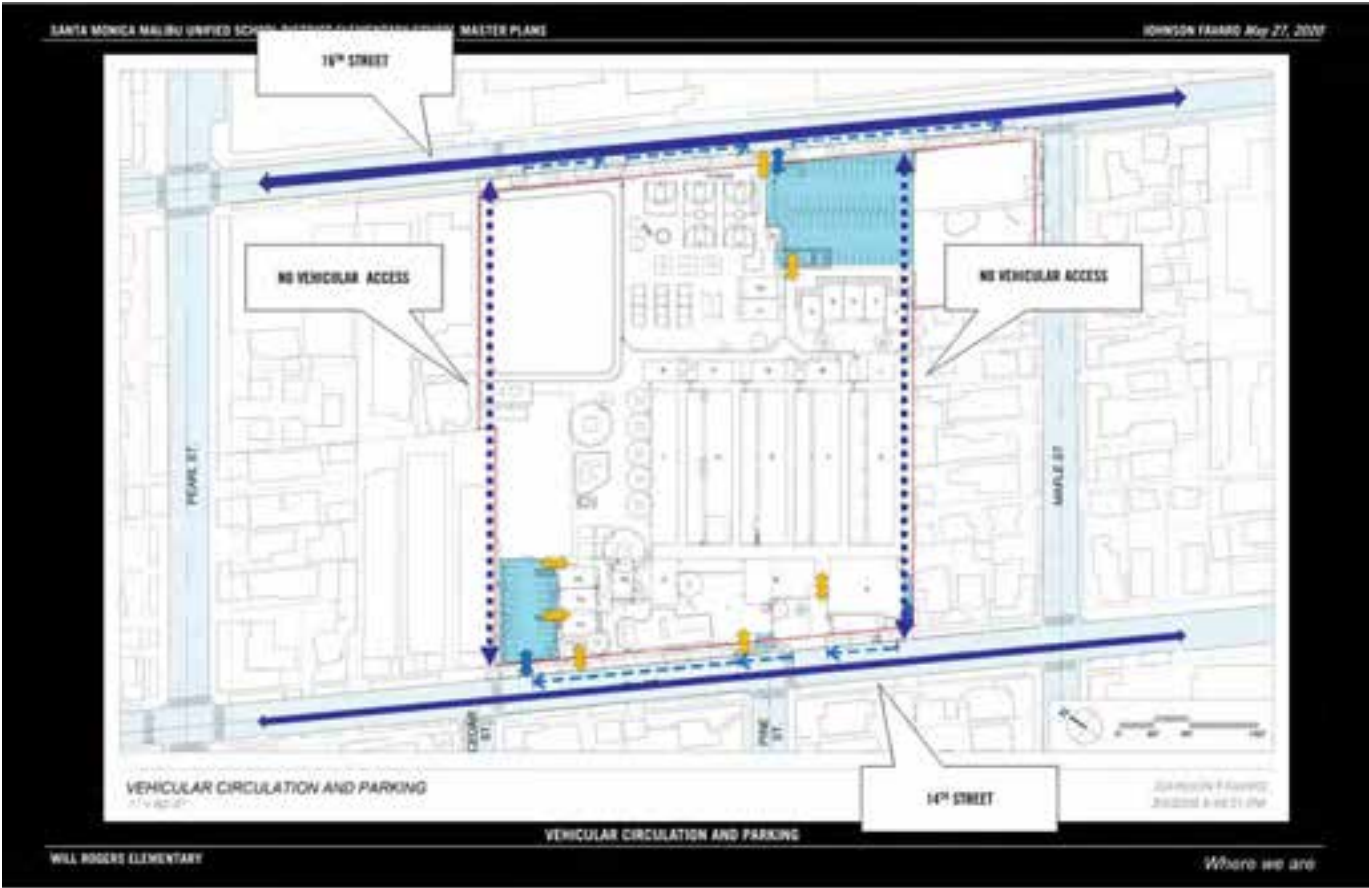 SANTA MONICA MALIBU UNIFIED SCHOOL DISTRICT ELEMENTARY SCHOOL MASTER PLANS
JOHNSON FAVARO May 27, 2020
16TH STREET
NO VEHICULAR ACCESS
NO VEHICULAR ACCESS
PEARL ST
MAPLE ST
CEDAR ST
PINE ST
14TH STREET
VEHICULAR CIRCULATION AND PARKING
JOHNSON FAVARO
VEHICULAR CIRCULATION AND PARKING
WILL ROGERS ELEMENTARY
Where we are